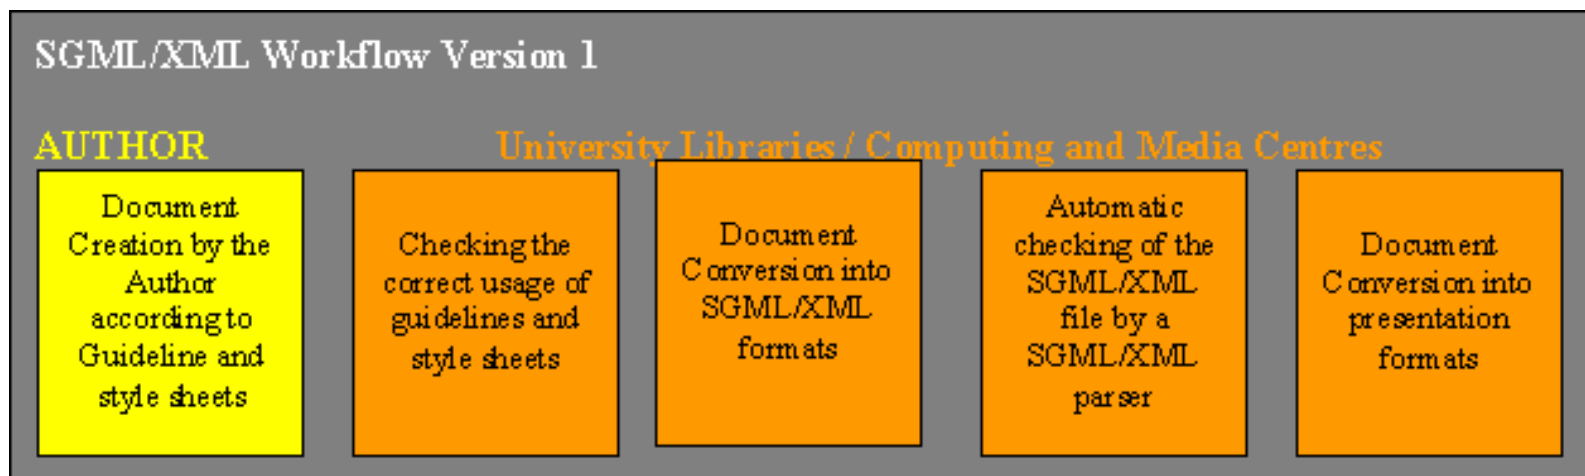 SGML/XML Workflow Version 1
AUTHOR
University Libraries / Computing and Media Centres
Document
Creation by the
Author
according to
Guideline and
style sheets
Checking the
correct usage of
guidelines and
style sheets
Document
Conversion into
SGML/XML
formats
Automatic
checking of the
SGML/XML
file by a
SGML/XML
parser
Document
Conversion into
presentation
formats